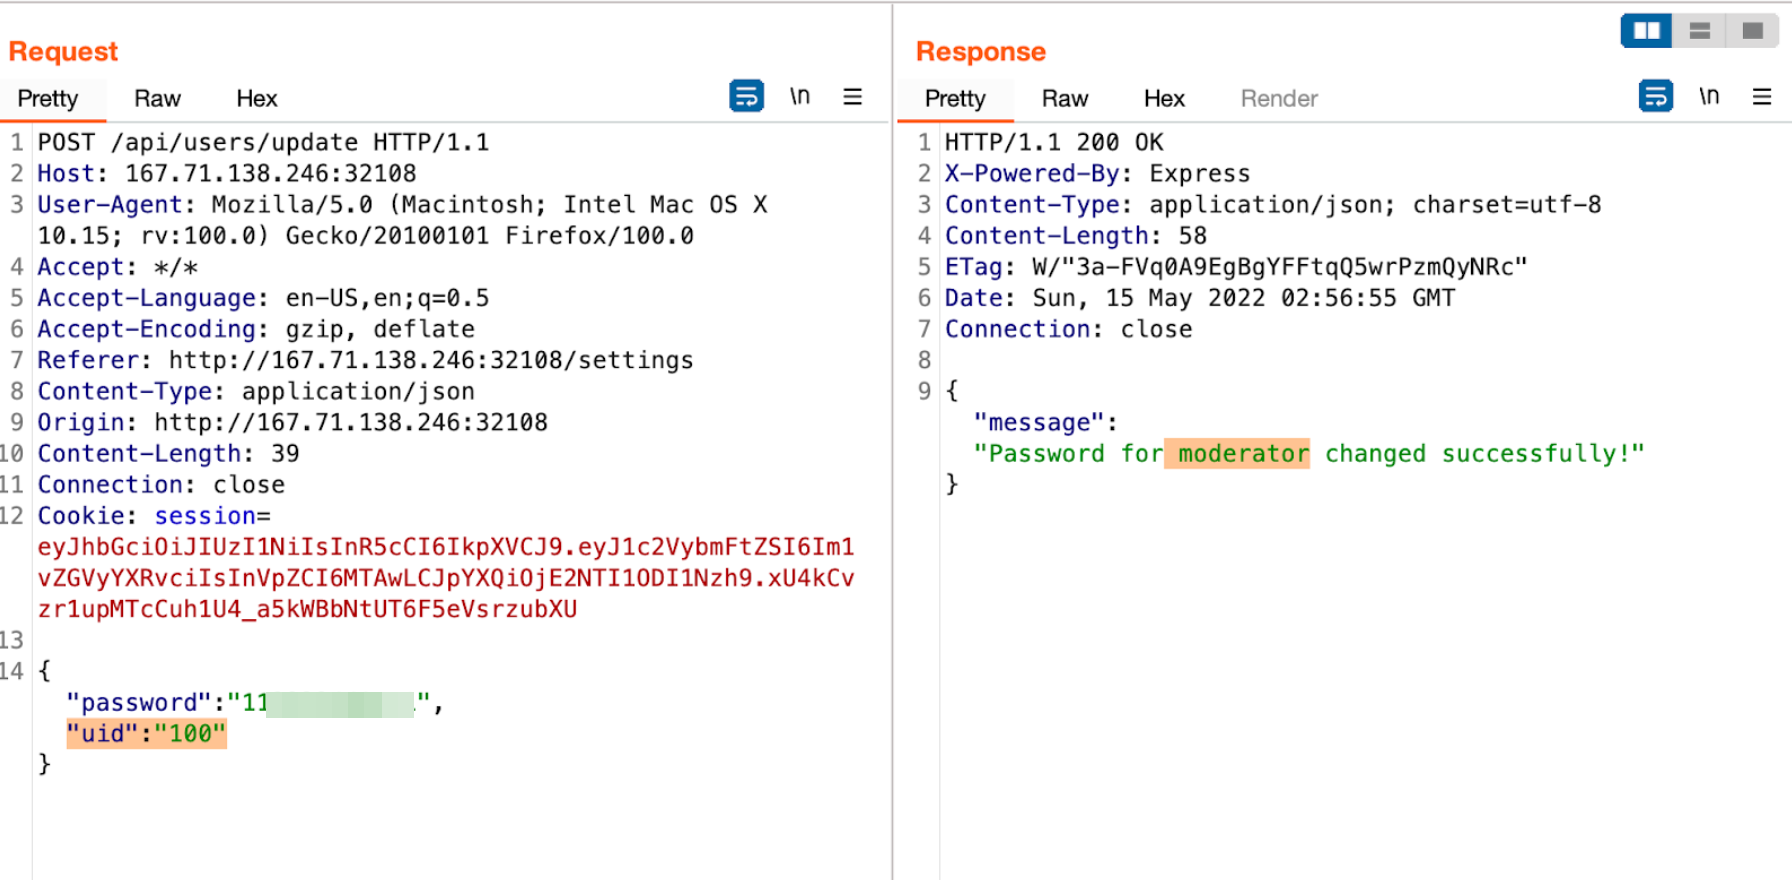 Request
Pretty Raw Hex \n
1 POST /api/users/update HTTP/1.1
2 Host: 167.71.138.246:32108
3 User-Agent: Mozilla/5.0 (Macintosh; Intel Mac OS X
10.15; rv:100.0) Gecko/20100101 Firefox/100.0
4 Accept: */*
5 Accept-Language: en-US,en;q=0.5
6 Accept-Encoding: gzip, deflate
7 Referer: http://167.71.138.246:32108/settings
8 Content-Type: application/json
9 Origin: http://167.71.138.246:32108
10 Content-Length: 39
11 Connection: close
12 Cookie: session=
eyJhbGciOiJIUzI1NiIsInR5cCI6IkpXVCJ9.eyJ1c2VybmFtZSI6Im1
vZGVyYXRvciIsInVpZCI6MTAwLCJpYXQiOjE2NTI1ODI1Nzh9.xU4kCv
zr1upMTcCuh1U4_a5kWBbNtUT6F5eVsrzubXU
13
14 {
"password":"11 ",
"uid":"100"
}
Response
Pretty Raw Hex Render \n
1 HTTP/1.1 200 OK
2 X-Powered-By: Express
3 Content-Type: application/json; charset=utf-8
4 Content-Length: 58
5 ETag: W/"3a-FVq0A9EgBgYFFtqQ5wrPzmQyNRc"
6 Date: Sun, 15 May 2022 02:56:55 GMT
7 Connection: close
8
9 {
"message":
"Password for moderator changed successfully!"
}